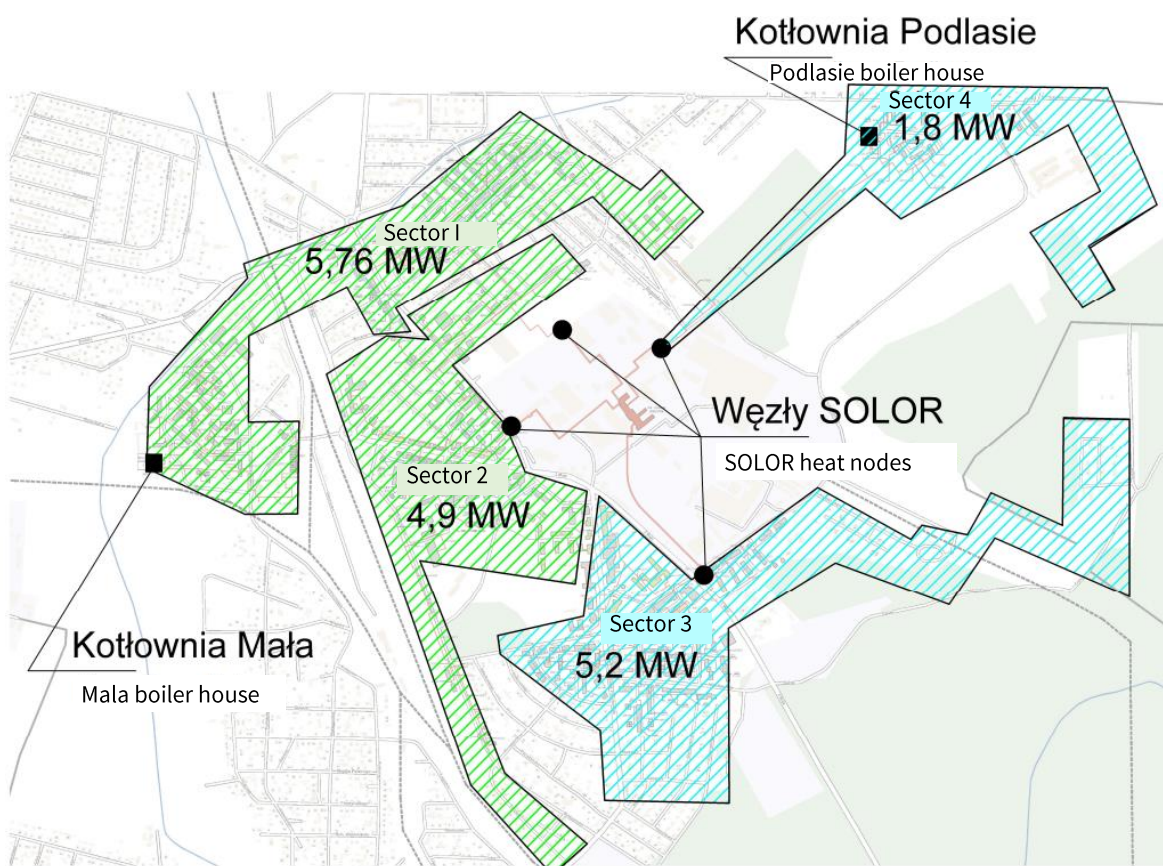 Kotłownia Podlasie
Podlasie boiler house
Sector 4
1,8 MW
Sector I
5,76 MW
Węzły SOLOR
SOLOR heat nodes
Sector 2
4,9 MW
Sector 3
5,2 MW
Kotłownia Mała
Mala boiler house